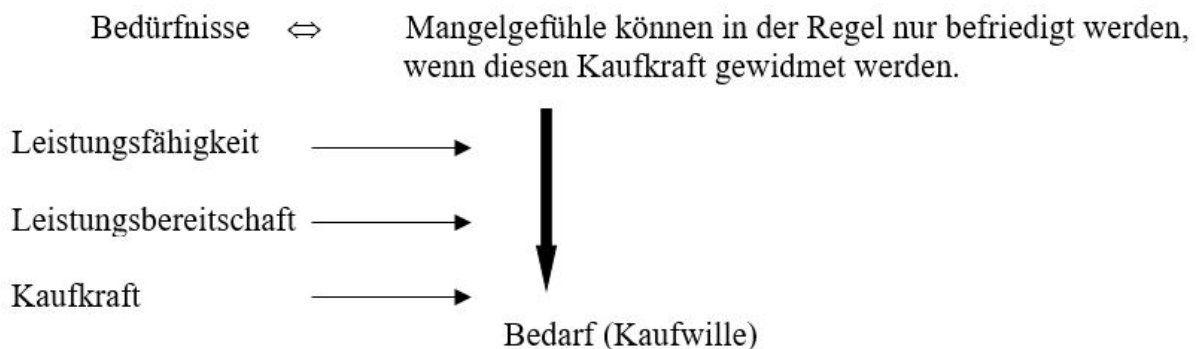 Bedürfnisse ⇔ Mangelgefühle können in der Regel nur befriedigt werden,
wenn diesen Kaufkraft gewidmet werden.
Leistungsfähigkeit
Leistungsbereitschaft
Kaufkraft
Bedarf (Kaufwille)